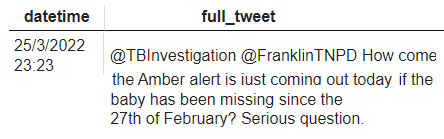 datetime full_tweet
25/3/2022
23:23
@TBInvestigation @FranklinTNPD How come
the Amber alert is just coming out today if the
baby has been missing since the
27th of February? Serious question.